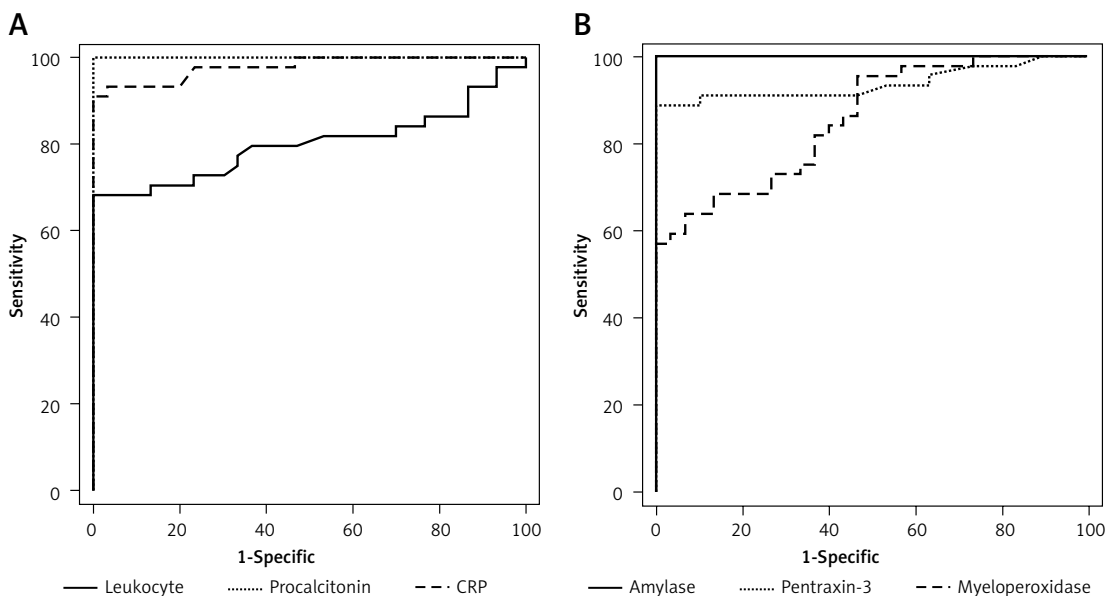 A
B
Sensitivity
100
80
60
40
20
0
0 20 40 60 80 100
1-Specific
Leukocyte Procalcitonin CRP
Sensitivity
100
80
60
40
20
0
0 20 40 60 80 100
1-Specific
Amylase Pentraxin-3 Myeloperoxidase